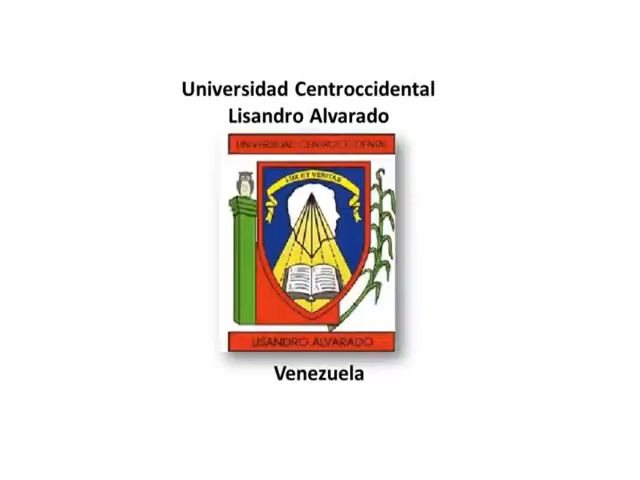 Universidad Centroccidental
Lisandro Alvarado
UNIVERSIDAD CENTROCCIDENTAL
LUX ET VERITAS
LISANDRO ALVARADO
Venezuela